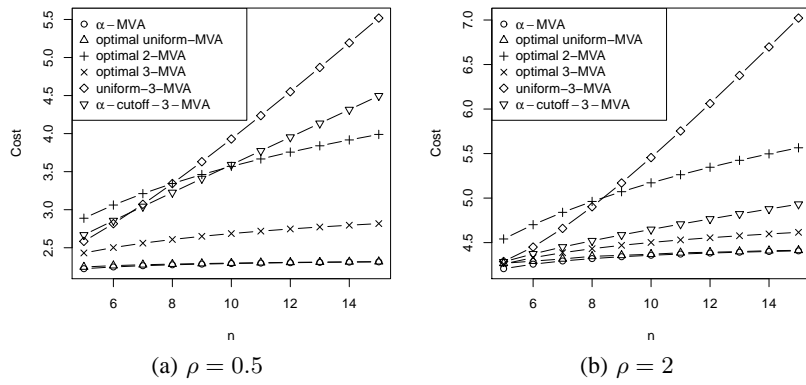 5.5
5.0
4.5
4.0
3.5
3.0
2.5
Cost
α−MVA
optimal uniform−MVA
optimal 2−MVA
optimal 3−MVA
uniform−3−MVA
α−cutoff−3−MVA
6 8 10 12 14
n
(a) ρ = 0.5
7.0
6.5
6.0
5.5
5.0
4.5
Cost
α−MVA
optimal uniform−MVA
optimal 2−MVA
optimal 3−MVA
uniform−3−MVA
α−cutoff−3−MVA
6 8 10 12 14
n
(b) ρ = 2